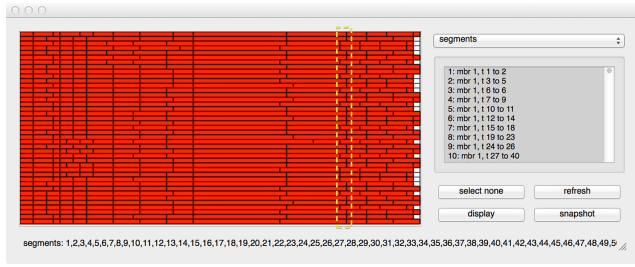 segments
1: mbr 1, t 1 to 2
2: mbr 1, t 3 to 5
3: mbr 1, t 6 to 6
4: mbr 1, t 7 to 9
5: mbr 1, t 10 to 11
6: mbr 1, t 12 to 14
7: mbr 1, t 15 to 18
8: mbr 1, t 19 to 23
9: mbr 1, t 24 to 26
10: mbr 1, t 27 to 40
select none refresh
display snapshot
segments: 1,2,3,4,5,6,7,8,9,10,11,12,13,14,15,16,17,18,19,20,21,22,23,24,25,26,27,28,29,30,31,32,33,34,35,36,37,38,39,40,41,42,43,44,45,46,47,48,49,